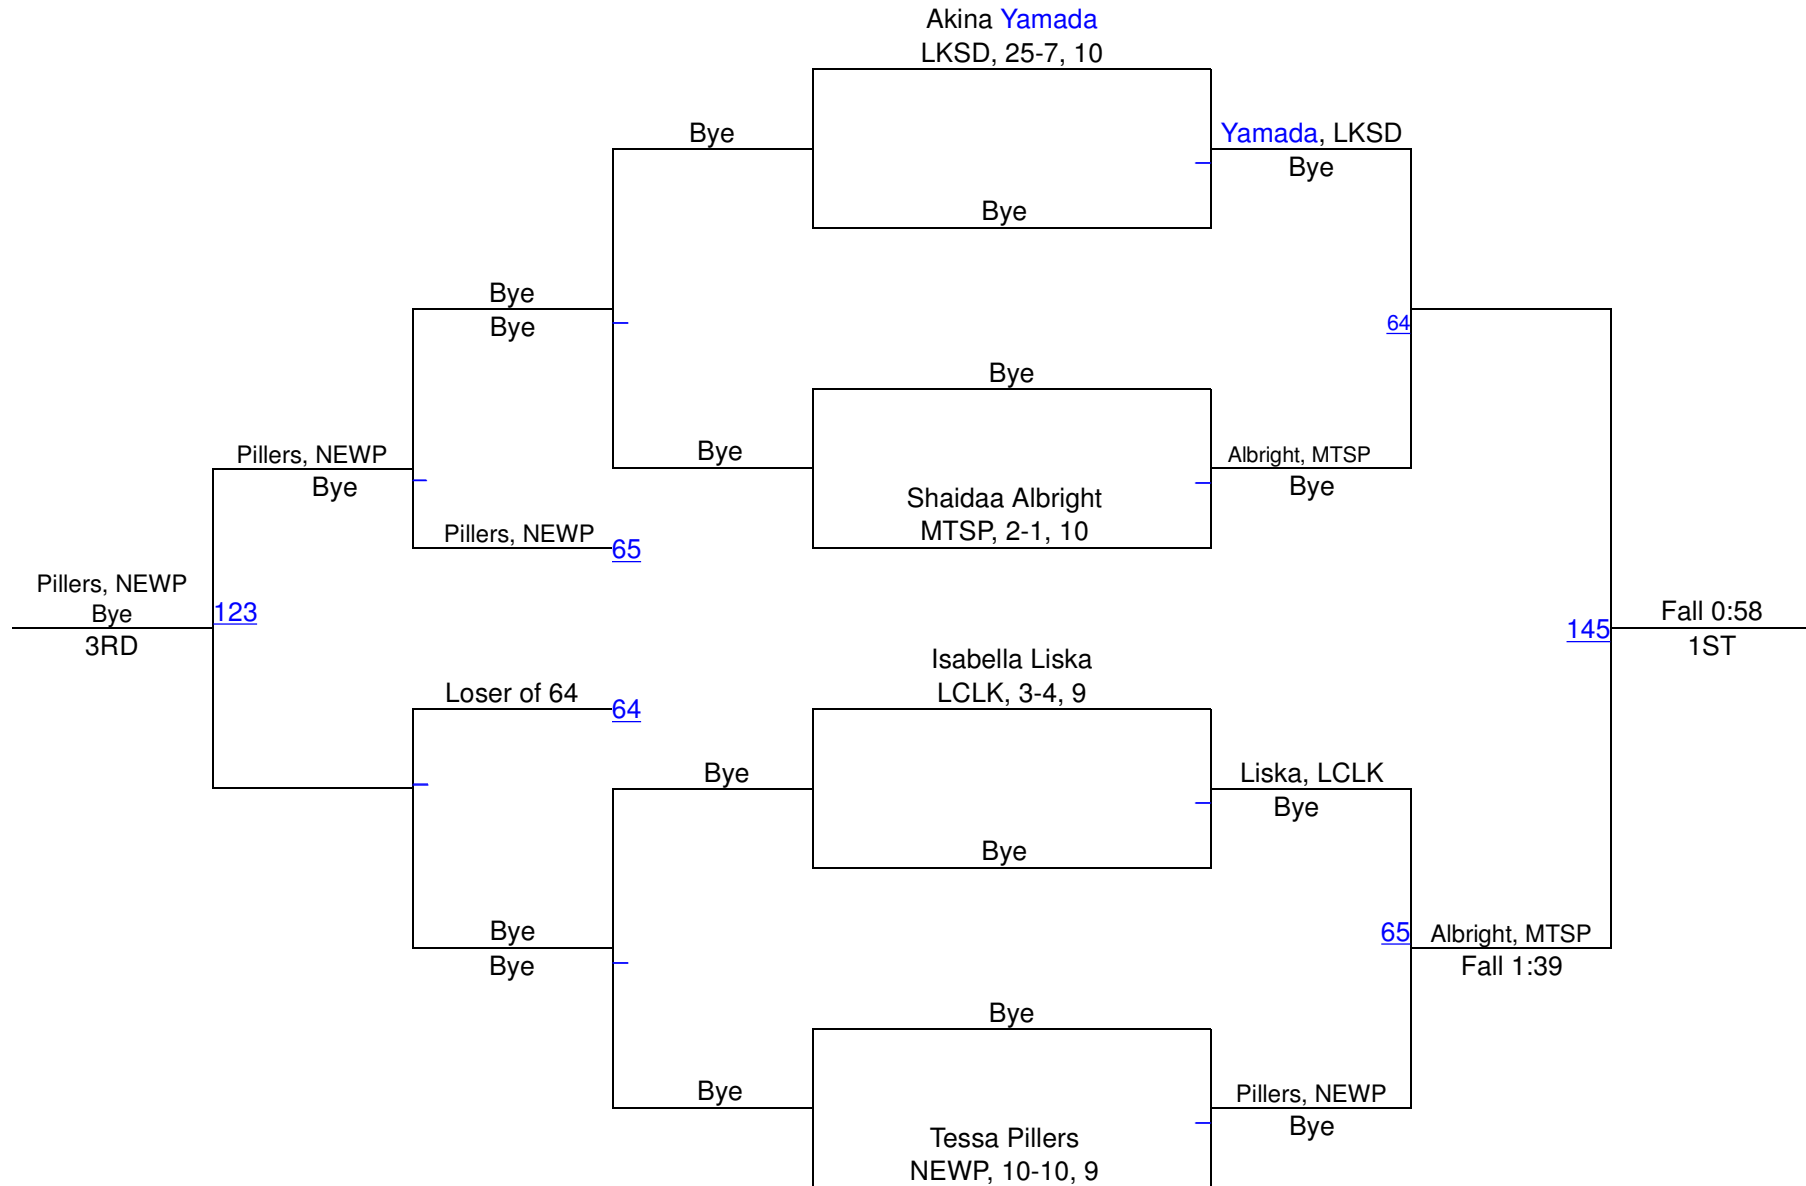 Akina Yamada
LKSD, 25-7, 10
Bye
Yamada, LKSD
Bye
Bye
Bye
Bye
64
Bye
Bye
Albright, MTSP
Bye
Pillers, NEWP
Bye
Shaidaa Albright
MTSP, 2-1, 10
Pillers, NEWP
65
Pillers, NEWP
Bye
3RD
123
Fall 0:58
1ST
145
Isabella Liska
LCLK, 3-4, 9
Loser of 64
64
Bye
Liska, LCLK
Bye
Bye
Bye
Bye
65
Albright, MTSP
Fall 1:39
Bye
Bye
Pillers, NEWP
Bye
Tessa Pillers
NEWP, 10-10, 9